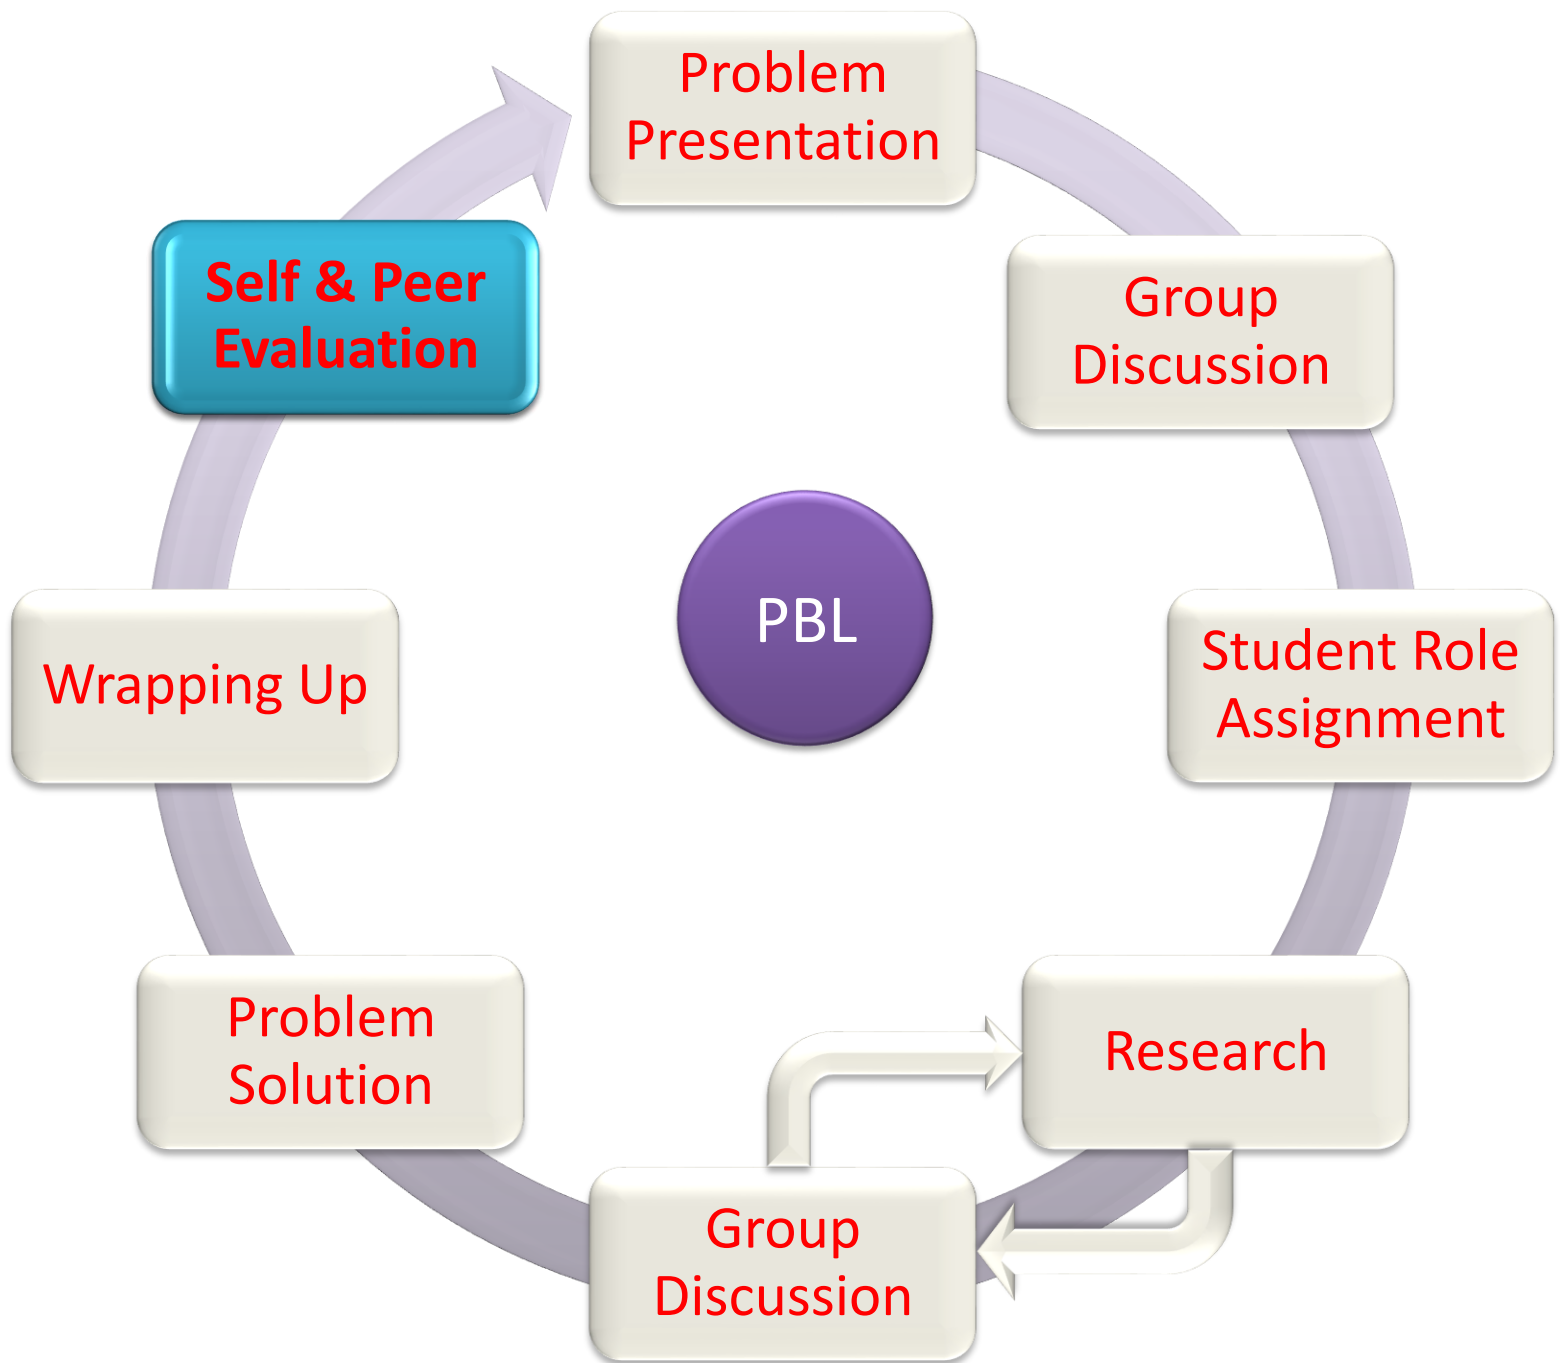 Problem
Presentation
Group
Discussion
Student Role
Assignment
Research
Group
Discussion
Problem
Solution
Wrapping Up
Self & Peer
Evaluation
PBL